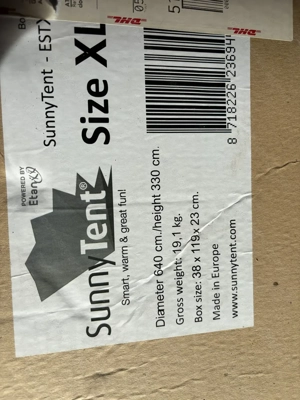 SunnyTent - EST
Size XL
8 718226 23694
POWERED BY
Etan
SunnyTent®
Smart, warm & great fun!
Diameter 640 cm./height 330 cm.
Gross weight: 19,1 kg.
Box size: 38 x 119 x 23 cm.
Made in Europe
www.sunnytent.com
DHL
DHL